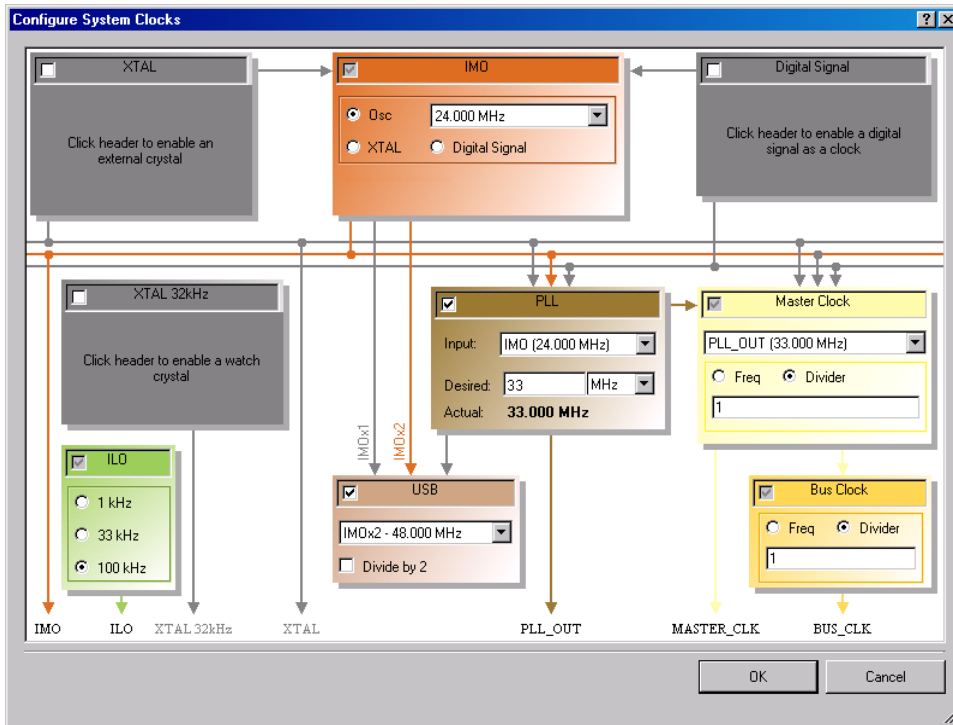 Configure System Clocks
XTAL
Click header to enable an
external crystal
IMO
Osc
24.000 MHz
XTAL
Digital Signal
Digital Signal
Click header to enable a digital
signal as a clock
XTAL 32kHz
Click header to enable a watch
crystal
PLL
Input:
IMO (24.000 MHz)
Desired:
33
MHz
Actual:
33.000 MHz
Master Clock
PLL_OUT (33.000 MHz)
Freq
Divider
1
IMOx1
IMOx2
ILO
1 kHz
33 kHz
100 kHz
USB
IMOx2 - 48.000 MHz
Divide by 2
Bus Clock
Freq
Divider
1
IMO
ILO
XTAL 32kHz
XTAL
PLL_OUT
MASTER_CLK
BUS_CLK
OK
Cancel